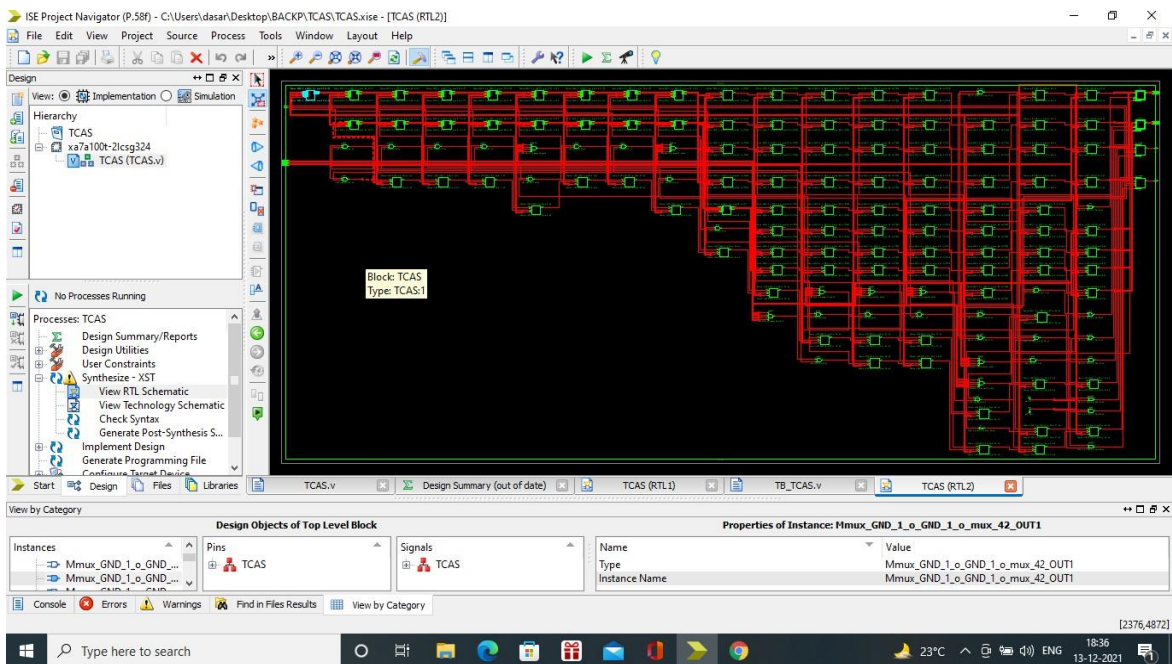 ISE Project Navigator (P.58f) - C:\Users\dasar\Desktop\BACKP\TCAS\TCAS.xise - [TCAS (RTL2)]
File Edit View Project Source Process Tools Window Layout Help
Design
View: Implementation Simulation
Hierarchy
TCAS
xa7a100t-2lcsg324
TCAS (TCAS.v)
Block: TCAS
Type: TCAS:1
No Processes Running
Processes: TCAS
Design Summary/Reports
Design Utilities
User Constraints
Synthesize - XST
View RTL Schematic
View Technology Schematic
Check Syntax
Generate Post-Synthesis S...
Implement Design
Generate Programming File
Configure Target Device
Start Design Files Libraries
TCAS.v Design Summary (out of date) TCAS (RTL1) TB_TCAS.v TCAS (RTL2)
View by Category
Design Objects of Top Level Block Properties of Instance: Mmux_GND_1_o_GND_1_o_mux_42_OUT1
Instances Pins Signals Name Value
Mmux_GND_1_o_GND_... TCAS TCAS Type Mmux_GND_1_o_GND_1_o_mux_42_OUT1
Mmux_GND_1_o_GND_... Instance Name Mmux_GND_1_o_GND_1_o_mux_42_OUT1
Console Errors Warnings Find in Files Results View by Category
[2376,4872]
Type here to search
23°C ENG
18:36
13-12-2021